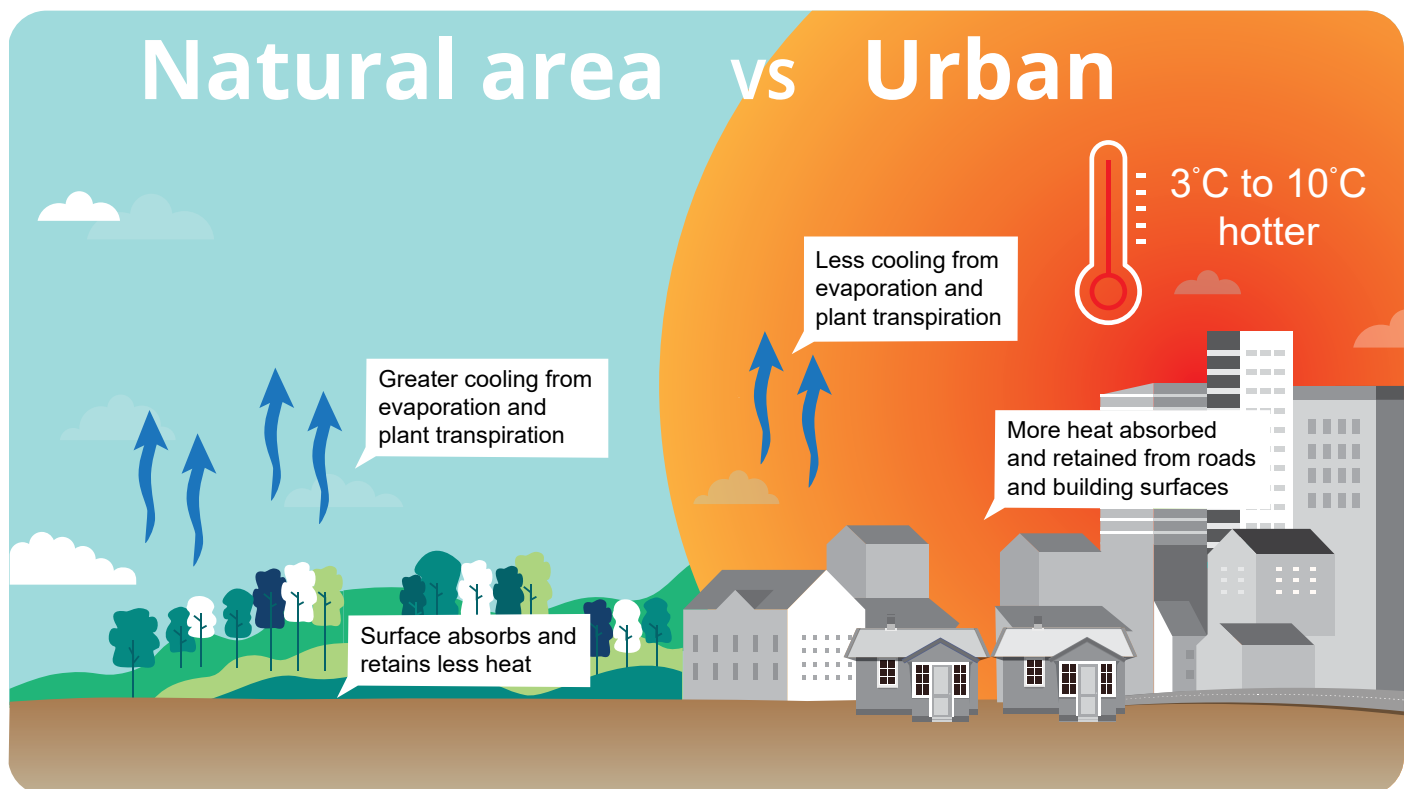 Natural area vs Urban
3°C to 10°C
hotter
Less cooling from
evaporation and
plant transpiration
Greater cooling from
evaporation and
plant transpiration
More heat absorbed
and retained from roads
and building surfaces
Surface absorbs and
retains less heat